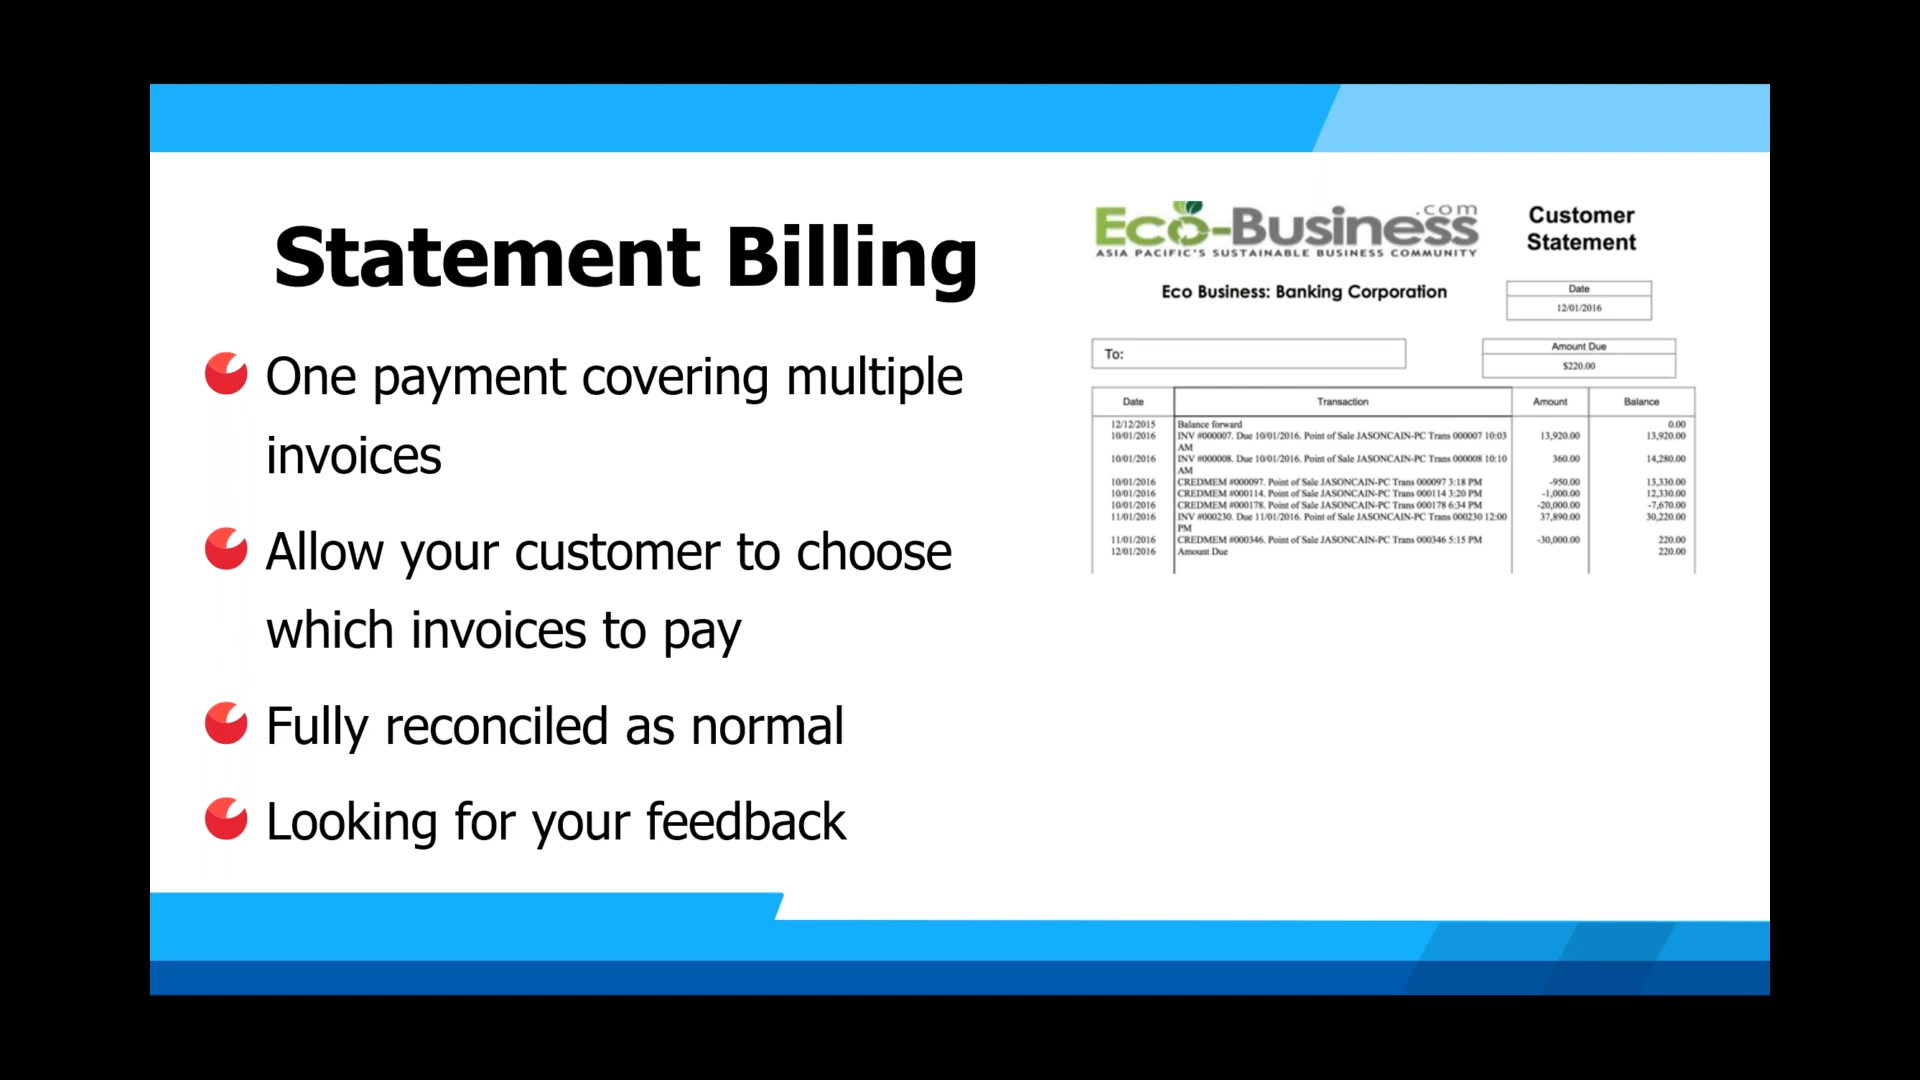 Statement Billing
One payment covering multiple
invoices
Allow your customer to choose
which invoices to pay
Fully reconciled as normal
Looking for your feedback
Eco-Business.com
ASIA PACIFIC'S SUSTAINABLE BUSINESS COMMUNITY
Customer
Statement
Eco Business: Banking Corporation
Date
12/01/2016
To:
Amount Due
$220.00
Date Transaction Amount Balance
12/12/2015 Balance forward 0.00
10/01/2016 INV #000007. Due 10/01/2016. Point of Sale JASONCAIN-PC Trans 000007 10:03 13,920.00 13,920.00
AM
10/01/2016 INV #000008. Due 10/01/2016. Point of Sale JASONCAIN-PC Trans 000008 10:10 360.00 14,280.00
AM
10/01/2016 CREDMEM #000097. Point of Sale JASONCAIN-PC Trans 000097 3:18 PM -950.00 13,330.00
10/01/2016 CREDMEM #000114. Point of Sale JASONCAIN-PC Trans 000114 3:20 PM -1,000.00 12,330.00
10/01/2016 CREDMEM #000178. Point of Sale JASONCAIN-PC Trans 000178 6:34 PM -20,000.00 -7,670.00
11/01/2016 INV #000230. Due 11/01/2016. Point of Sale JASONCAIN-PC Trans 000230 12:00 37,890.00 30,220.00
PM
11/01/2016 CREDMEM #000346. Point of Sale JASONCAIN-PC Trans 000346 5:15 PM -30,000.00 220.00
12/01/2016 Amount Due 220.00